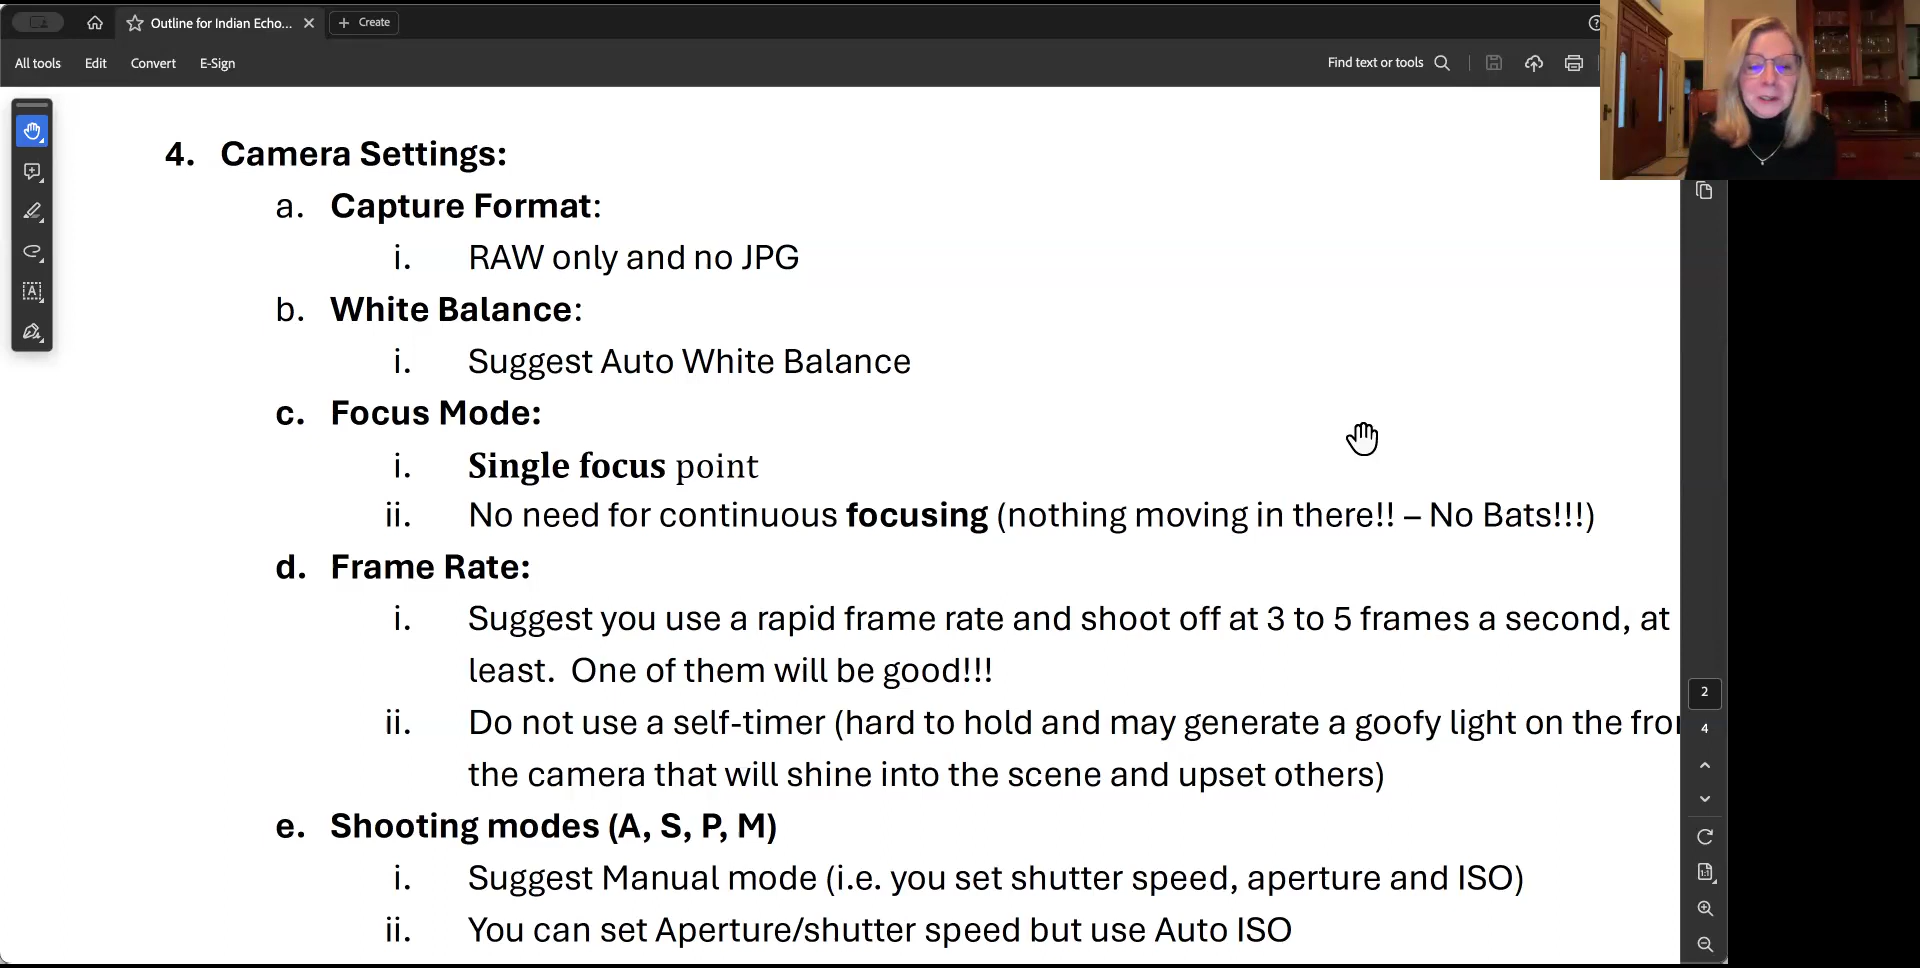 Outline for Indian Echo...
Create
All tools
Edit
Convert
E-Sign
Find text or tools
4. Camera Settings:
a. Capture Format:
i. RAW only and no JPG
b. White Balance:
i. Suggest Auto White Balance
c. Focus Mode:
i. Single focus point
ii. No need for continuous focusing (nothing moving in there!! – No Bats!!!)
d. Frame Rate:
i. Suggest you use a rapid frame rate and shoot off at 3 to 5 frames a second, at
least. One of them will be good!!!
ii. Do not use a self-timer (hard to hold and may generate a goofy light on the
the camera that will shine into the scene and upset others)
e. Shooting modes (A, S, P, M)
i. Suggest Manual mode (i.e. you set shutter speed, aperture and ISO)
ii. You can set Aperture/shutter speed but use Auto ISO
2
4